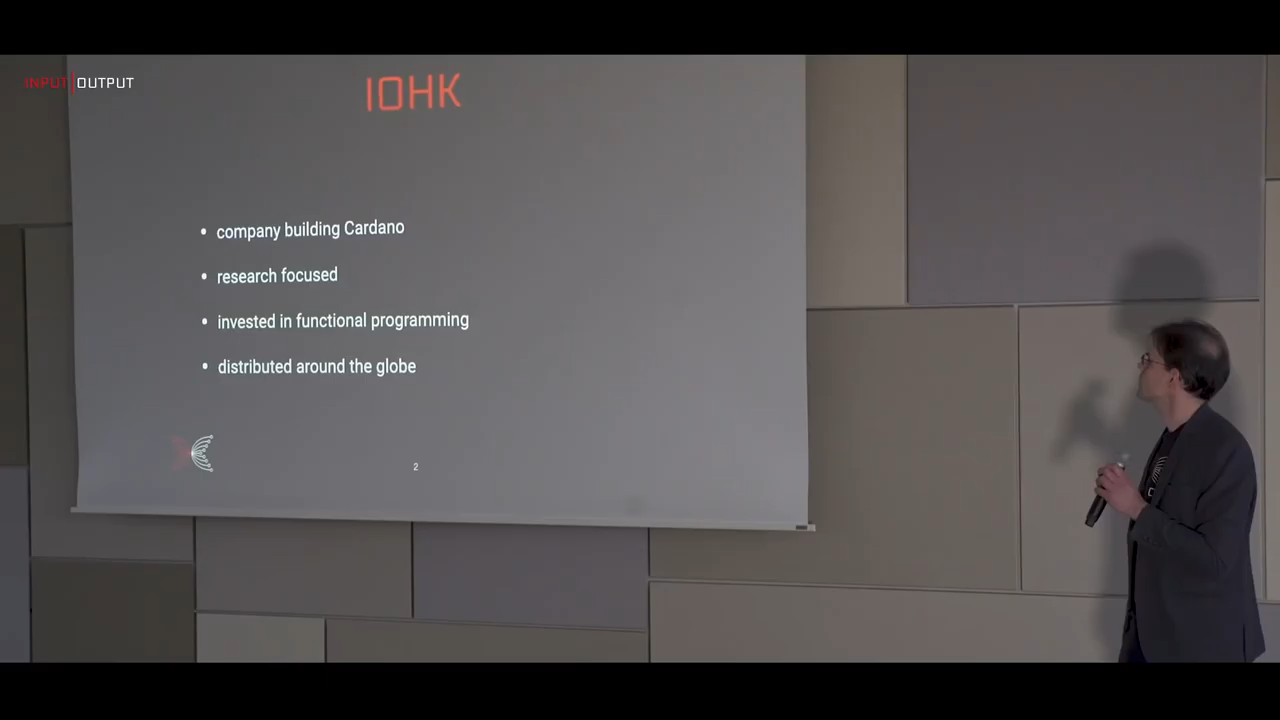 INPUT|OUTPUT
IOHK
• company building Cardano
• research focused
• invested in functional programming
• distributed around the globe
2